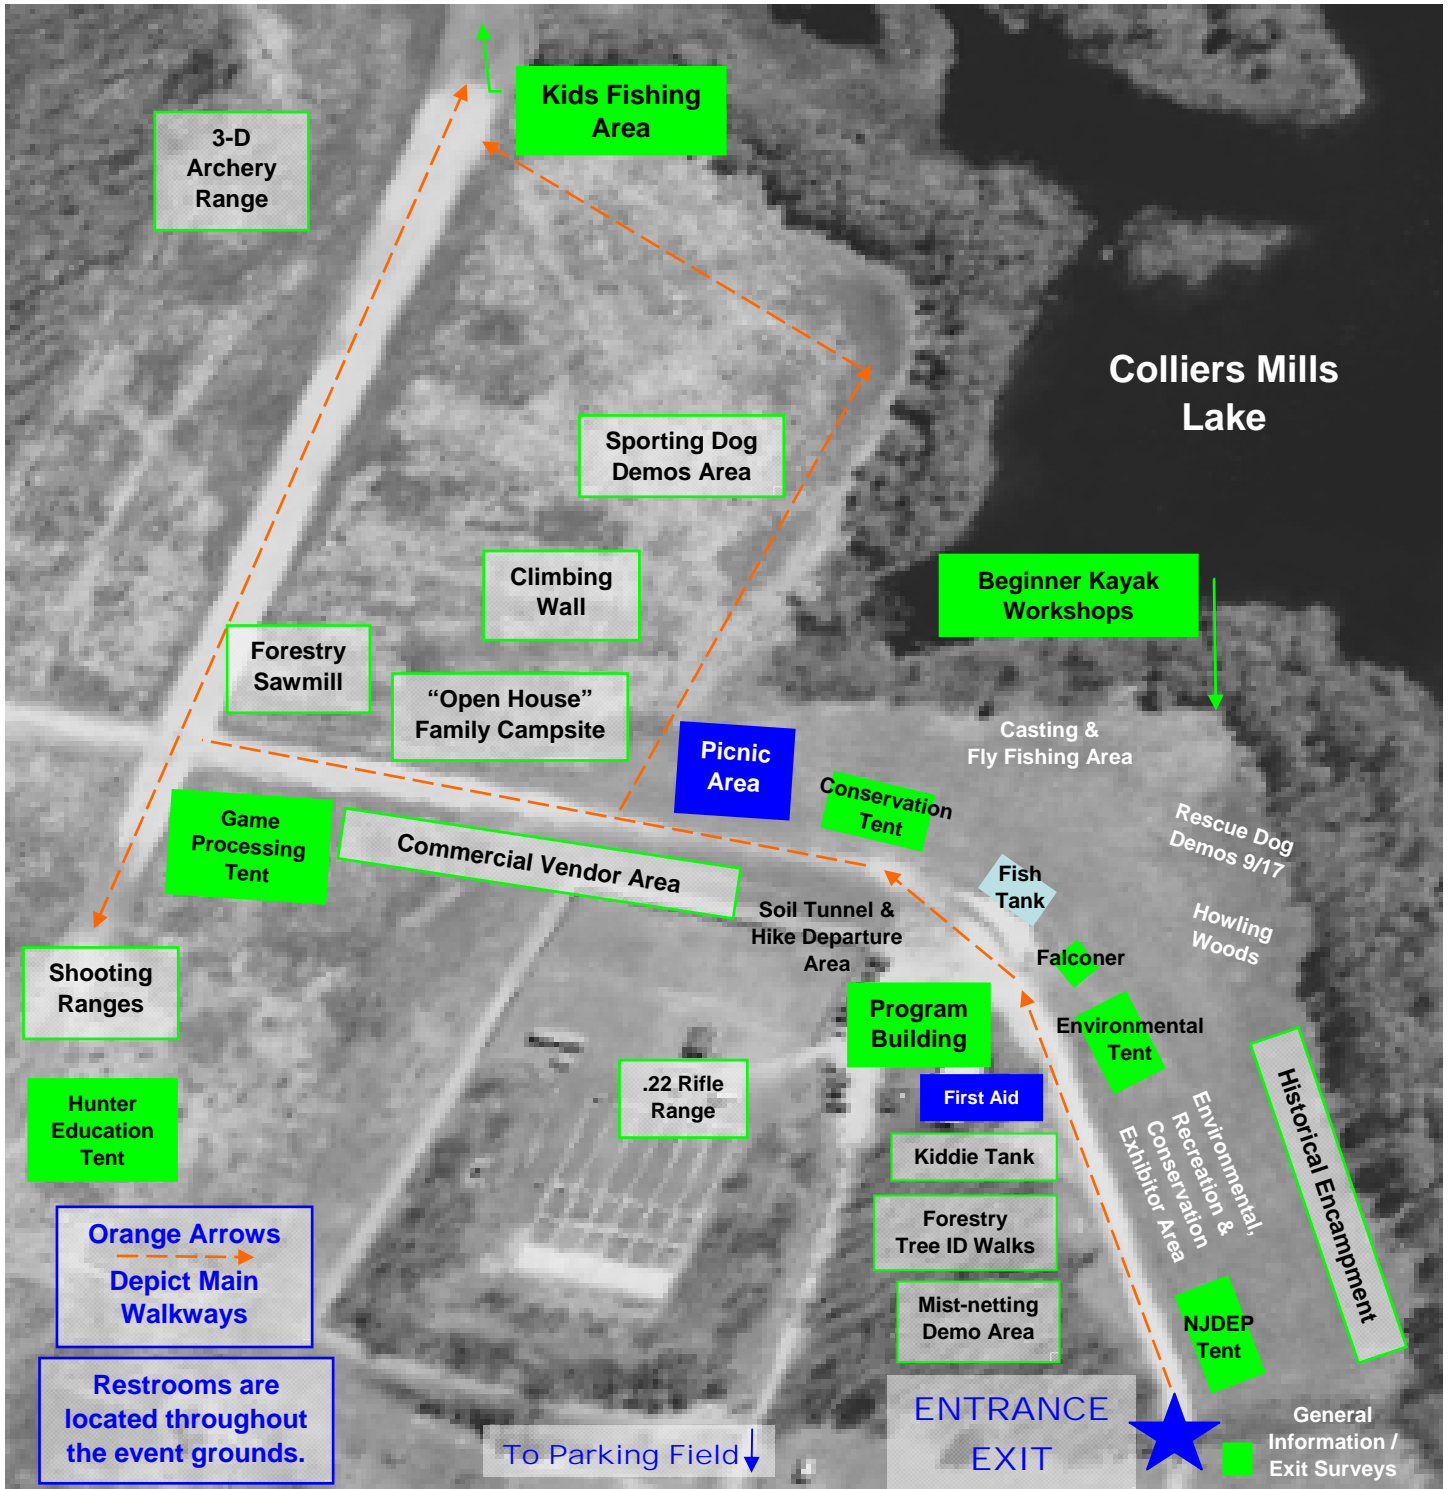 Kids Fishing
Area
3-D
Archery
Range
Colliers Mills
Lake
Sporting Dog
Demos Area
Climbing
Wall
Beginner Kayak
Workshops
Forestry
Sawmill
“Open House”
Family Campsite
Picnic
Area
Casting &
Fly Fishing Area
Conservation
Tent
Game
Processing
Tent
Commercial Vendor Area
Rescue Dog
Demos 9/17
Fish
Tank
Soil Tunnel &
Hike Departure
Area
Howling
Woods
Falconer
Shooting
Ranges
Program
Building
Environmental
Tent
.22 Rifle
Range
First Aid
Hunter
Education
Tent
Kiddie Tank
Environmental,
Recreation &
Conservation
Exhibitor Area
Historical Encampment
Forestry
Tree ID Walks
Orange Arrows
Depict Main
Walkways
Mist-netting
Demo Area
NJDEP
Tent
Restrooms are
located throughout
the event grounds.
ENTRANCE
EXIT
To Parking Field
General
Information /
Exit Surveys